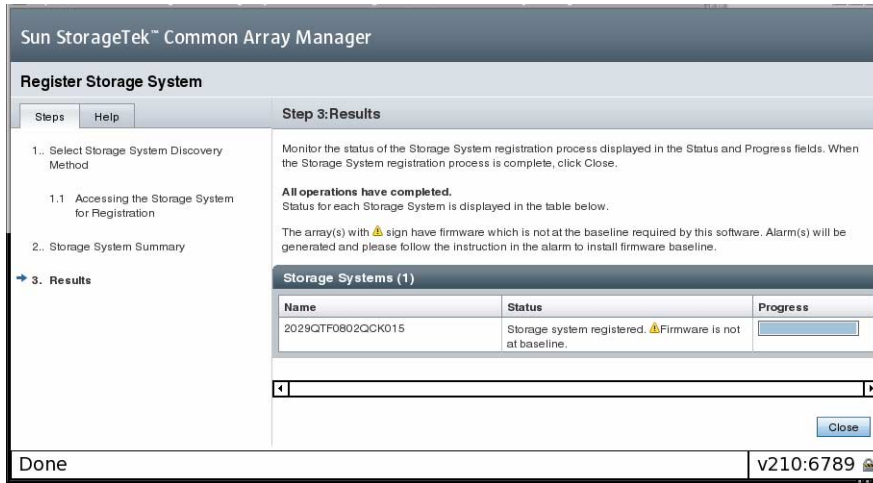 Sun StorageTek™ Common Array Manager
Register Storage System
Steps
Help
1.. Select Storage System Discovery
Method
1.1 Accessing the Storage System
for Registration
2.. Storage System Summary
3. Results
Step 3:Results
Monitor the status of the Storage System registration process displayed in the Status and Progress fields. When
the Storage System registration process is complete, click Close.
All operations have completed.
Status for each Storage System is displayed in the table below.
The array(s) with sign have firmware which is not at the baseline required by this software. Alarm(s) will be
generated and please follow the instruction in the alarm to install firmware baseline.
Storage Systems (1)
Name
Status
Progress
2029QTF0802QCK015
Storage system registered. Firmware is not
at baseline.
Close
Done
v210:6789